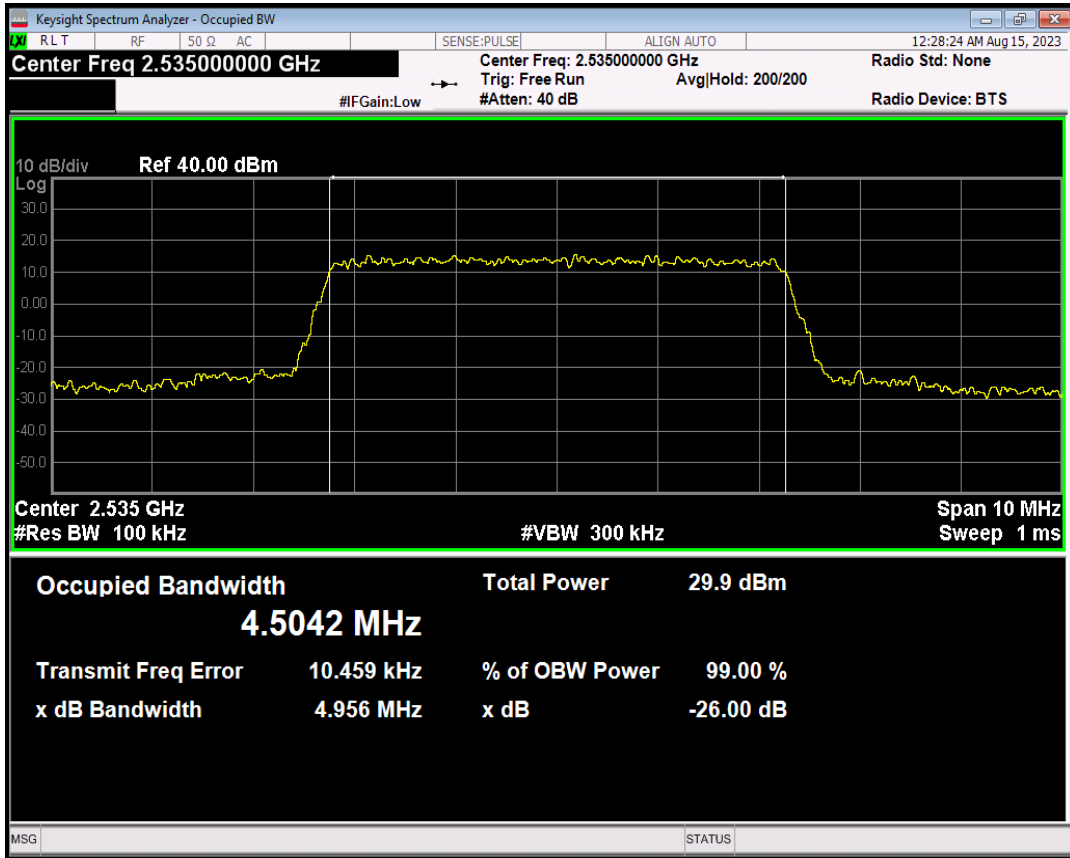 Keysight Spectrum Analyzer - Occupied BW
LXI RLT RF 50 Ω AC SENSE:PULSE ALIGN AUTO 12:28:24 AM Aug 15, 2023
Center Freq 2.535000000 GHz Center Freq: 2.535000000 GHz Radio Std: None
Trig: Free Run Avg|Hold: 200/200
#IFGain:Low #Atten: 40 dB Radio Device: BTS
10 dB/div Ref 40.00 dBm
Log
30.0
20.0
10.0
0.00
-10.0
-20.0
-30.0
-40.0
-50.0
Center 2.535 GHz Span 10 MHz
#Res BW 100 kHz #VBW 300 kHz Sweep 1 ms
Occupied Bandwidth Total Power 29.9 dBm
4.5042 MHz
Transmit Freq Error 10.459 kHz % of OBW Power 99.00 %
x dB Bandwidth 4.956 MHz x dB -26.00 dB
MSG STATUS